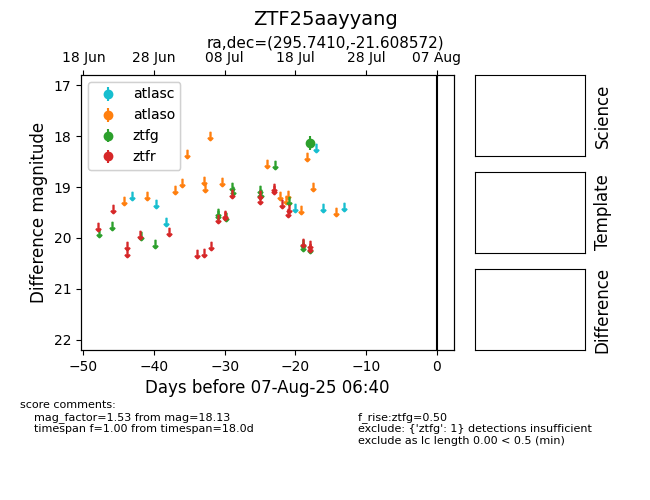 ZTF25aayyang
ra,dec=(295.7410,-21.608572)
18 Jun 28 Jun 08 Jul 18 Jul 28 Jul 07 Aug
17
18
19
20
21
22
Difference magnitude
atlasc
atlaso
ztfg
ztfr
−50 −40 −30 −20 −10 0
Days before 07-Aug-25 06:40
Science
Template
Difference
score comments:
mag_factor=1.53 from mag=18.13
timespan f=1.00 from timespan=18.0d
f_rise:ztfg=0.50
exclude: {'ztfg': 1} detections insufficient
exclude as lc length 0.00 < 0.5 (min)